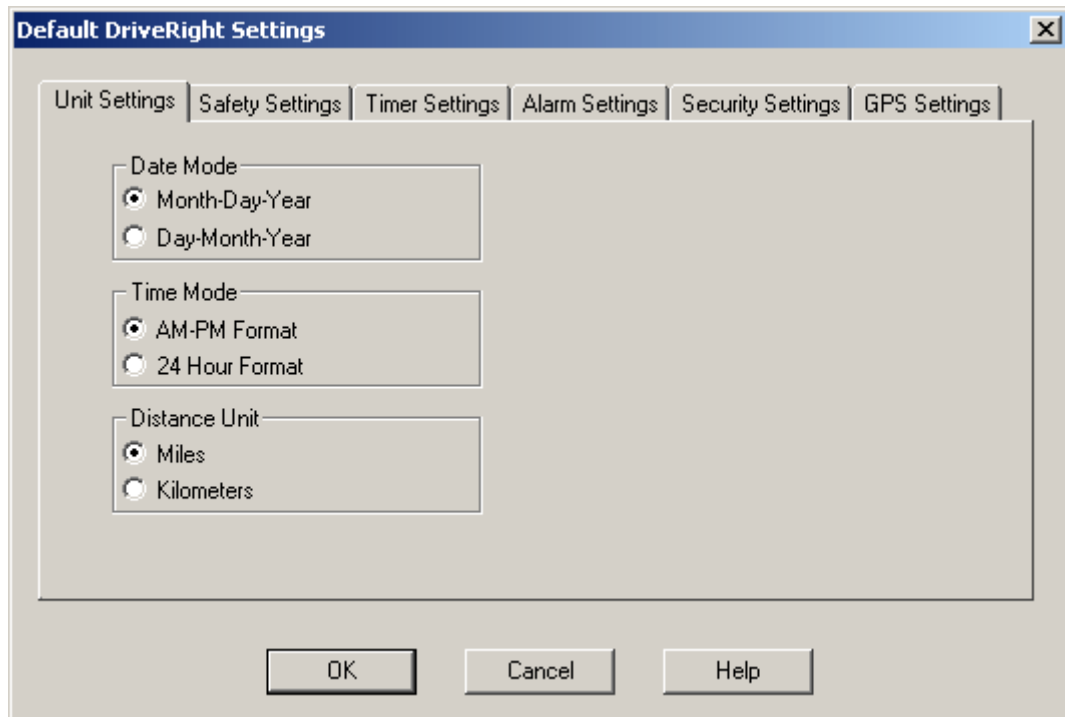 Default DriveRight Settings
Unit Settings Safety Settings Timer Settings Alarm Settings Security Settings GPS Settings
Date Mode
Month-Day-Year
Day-Month-Year
Time Mode
AM-PM Format
24 Hour Format
Distance Unit
Miles
Kilometers
OK Cancel Help